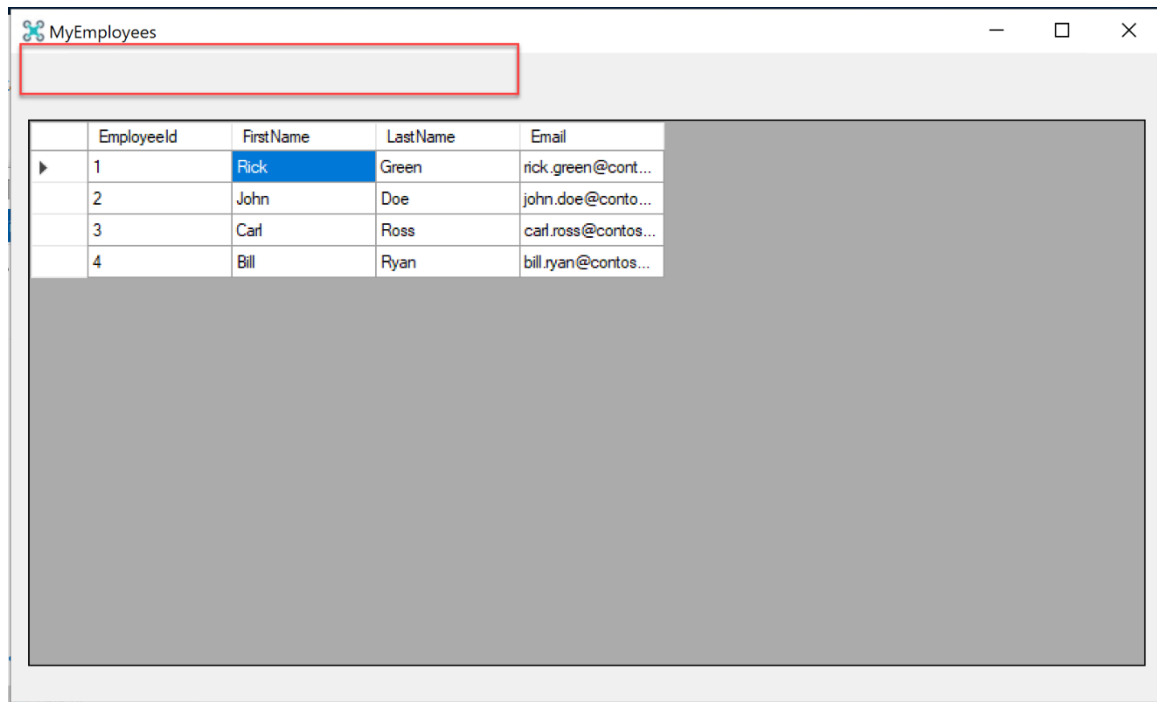 MyEmployees
EmployeeId FirstName LastName Email
1 Rick Green rick.green@cont...
2 John Doe john.doe@conto...
3 Carl Ross carl.ross@contos...
4 Bill Ryan bill.ryan@contos...